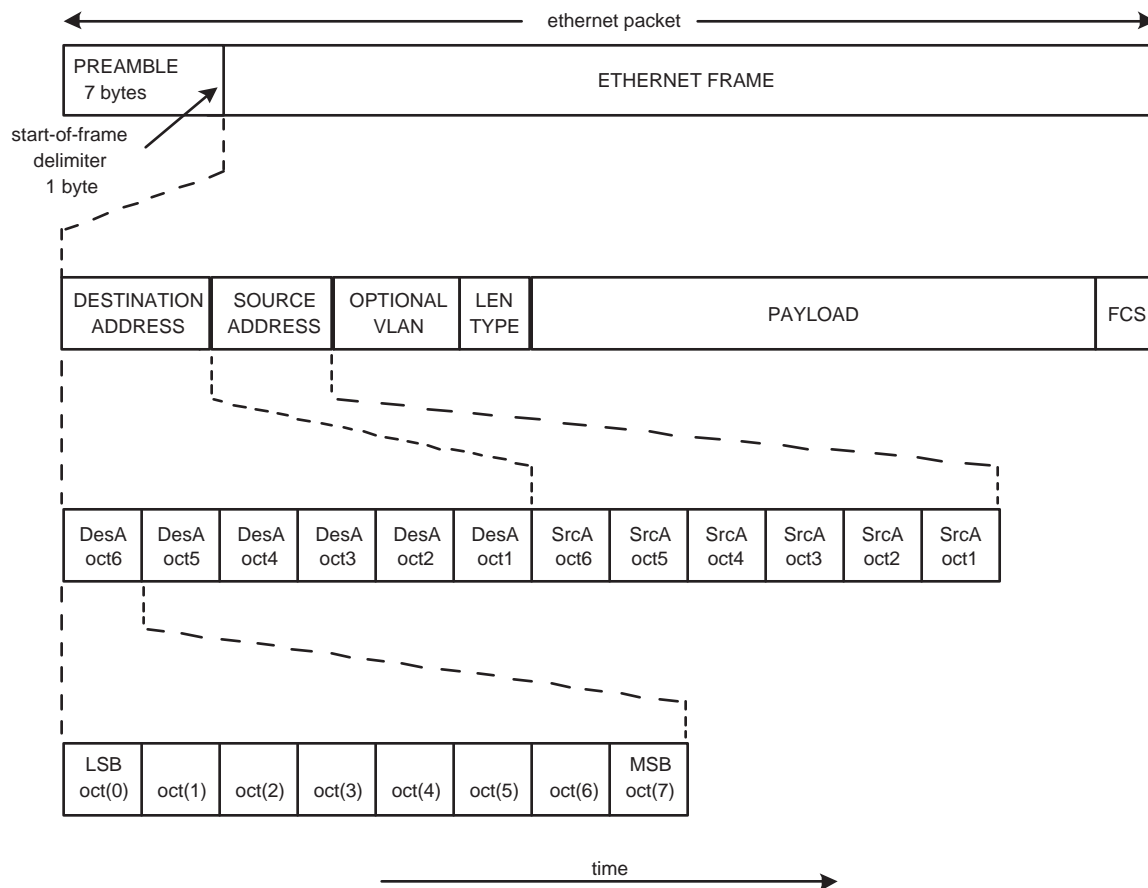 ethernet packet
PREAMBLE
7 bytes
ETHERNET FRAME
start-of-frame
delimiter
1 byte
DESTINATION
ADDRESS
SOURCE
ADDRESS
OPTIONAL
VLAN
LEN
TYPE
PAYLOAD
FCS
DesA
oct6
DesA
oct5
DesA
oct4
DesA
oct3
DesA
oct2
DesA
oct1
SrcA
oct6
SrcA
oct5
SrcA
oct4
SrcA
oct3
SrcA
oct2
SrcA
oct1
LSB
oct(0)
oct(1)
oct(2)
oct(3)
oct(4)
oct(5)
oct(6)
MSB
oct(7)
time